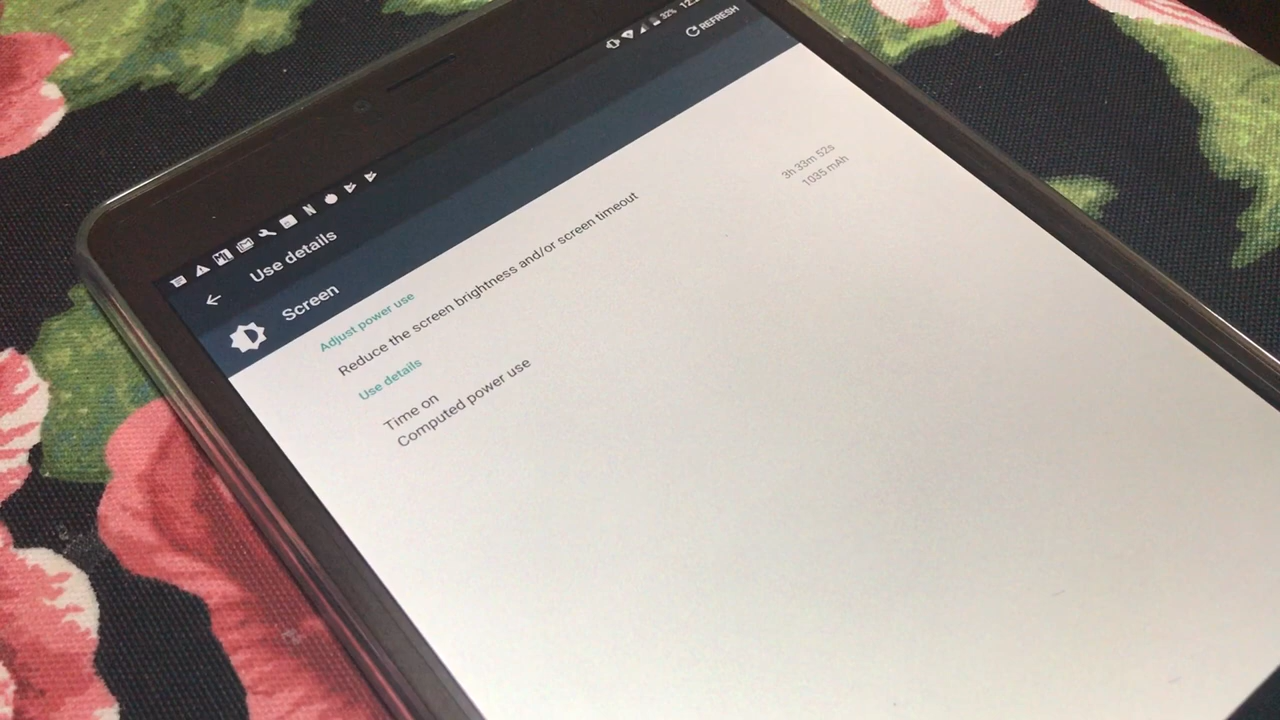 32%
REFRESH
Use details
Screen
Adjust power use
Reduce the screen brightness and/or screen timeout
Use details
Time on 3h 33m 52s
Computed power use 1035 mAh